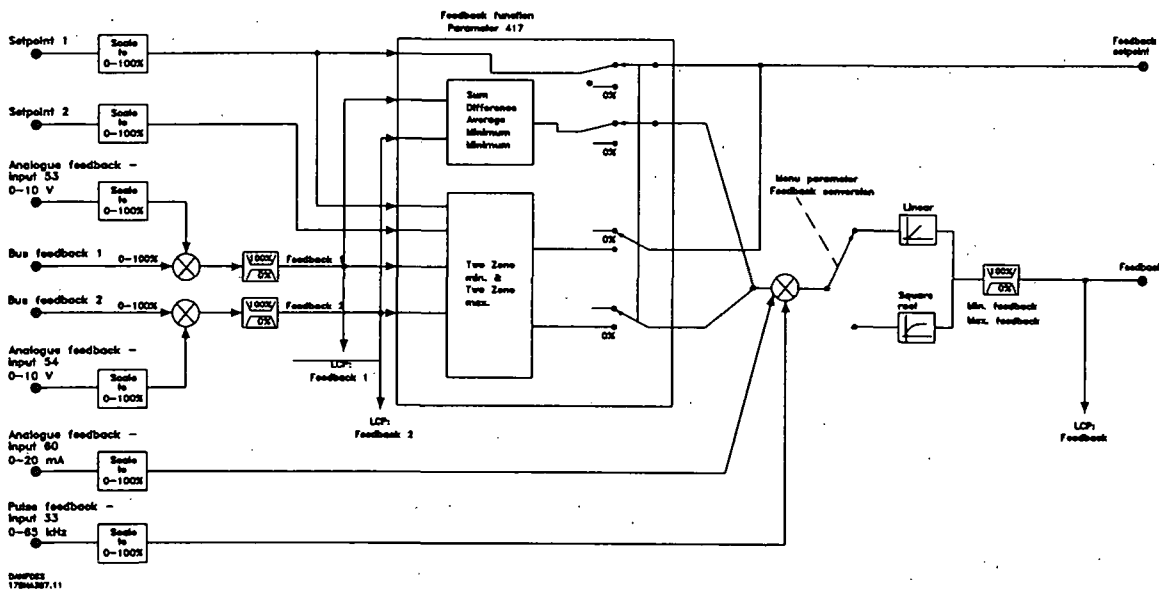 Feedback function
Parameter 417
Setpoint 1
Scale
to
0-100%
Feedback
setpoint
0%
Setpoint 2
Scale
to
0-100%
Sum
Difference
Average
Minimum
Minimum
0%
Analogue feedback -
input 53
0-10 V
Scale
to
0-100%
Menu parameter
Feedback conversion
Linear
Bus feedback 1
0-100%
100%
0%
Feedback 1
Two Zone
min. &
Two Zone
max.
0%
Feedback
100%
0%
Min. feedback
Max. feedback
Bus feedback 2
0-100%
100%
0%
Feedback 2
Square
root
0%
Analogue feedback -
input 54
0-10 V
Scale
to
0-100%
LCP:
Feedback 1
LCP:
Feedback 2
LCP:
Feedback
Analogue feedback -
input 60
0-20 mA
Scale
to
0-100%
Pulse feedback -
input 33
0-65 kHz
Scale
to
0-100%